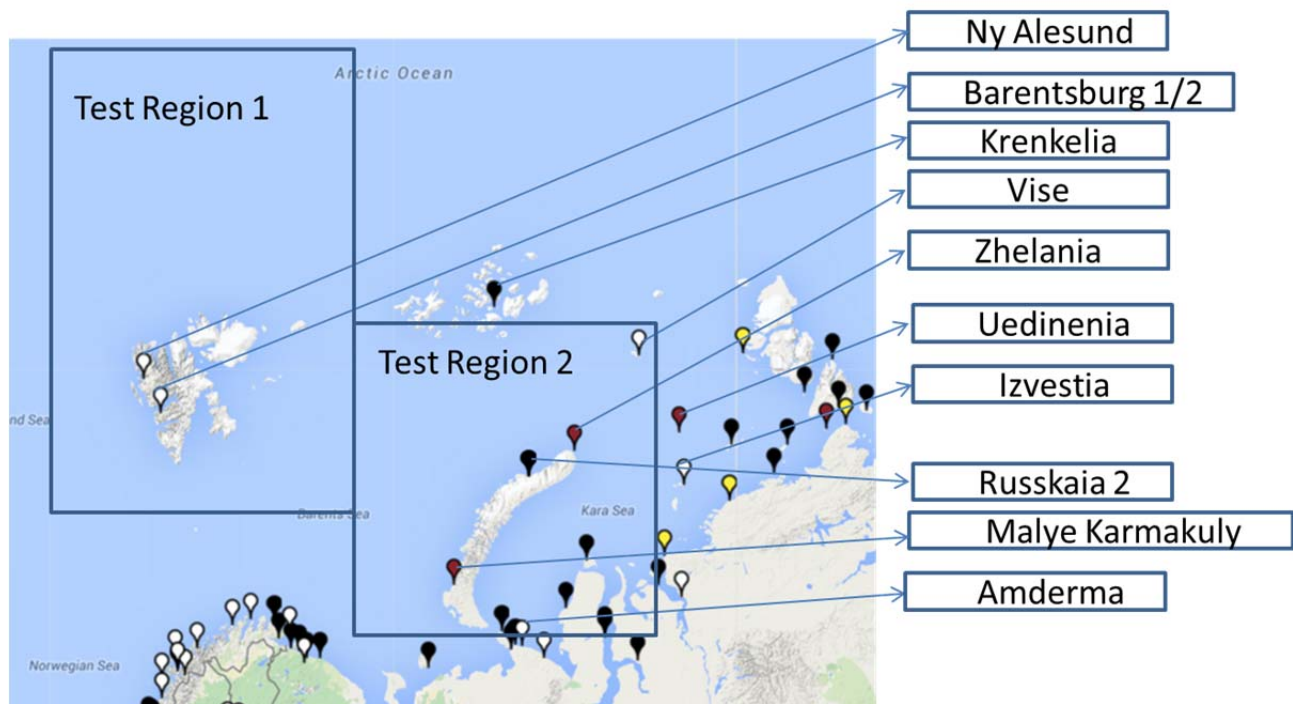 Arctic Ocean
Test Region 1
Ny Alesund
Barentsburg 1/2
Krenkelia
Vise
Zhelania
Test Region 2
Uedinenia
Izvestia
nd Sea
Russkaia 2
Barents Sea
Kara Sea
Malye Karmakuly
Amderma
Norwegian Sea